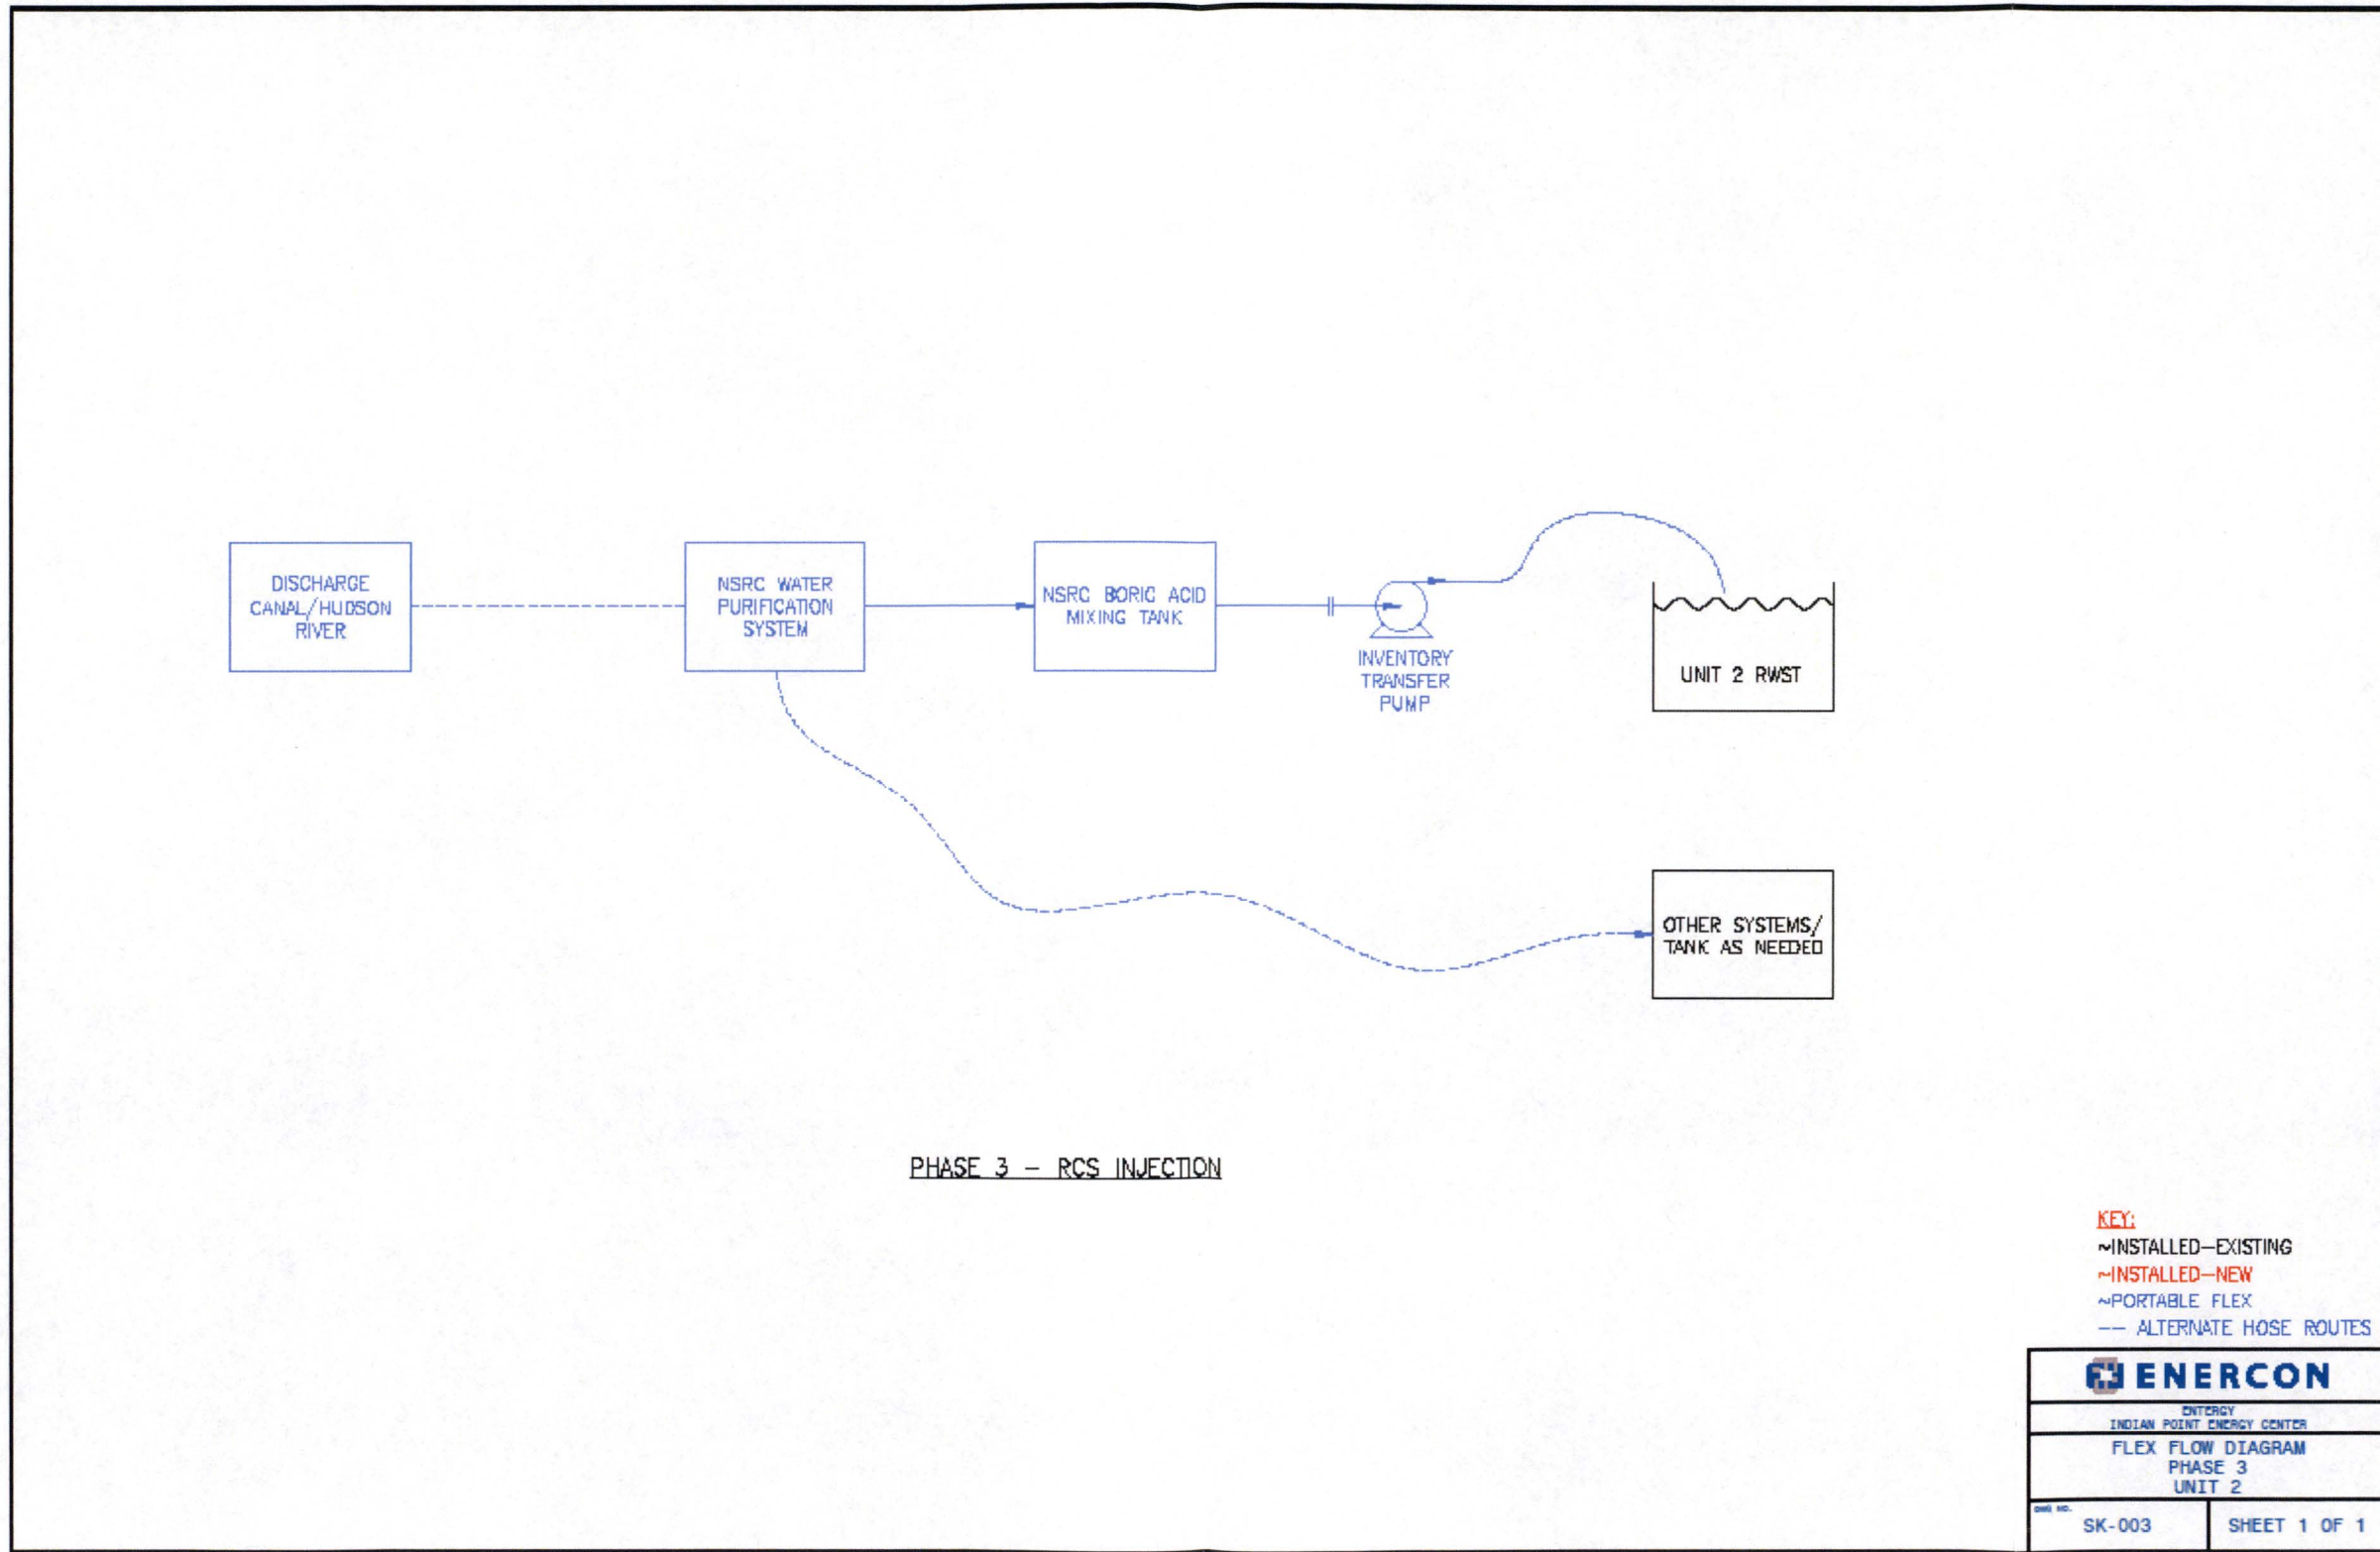 DISCHARGE
CANAL/HUDSON
RIVER
NSRC WATER
PURIFICATION
SYSTEM
NSRC BORIC ACID
MIXING TANK
INVENTORY
TRANSFER
PUMP
UNIT 2 RWST
OTHER SYSTEMS/
TANK AS NEEDED
PHASE 3 – RCS INJECTION
KEY:
~INSTALLED–EXISTING
~INSTALLED–NEW
~PORTABLE FLEX
–– ALTERNATE HOSE ROUTES
ENERCON
ENTERGY
INDIAN POINT ENERGY CENTER
FLEX FLOW DIAGRAM
PHASE 3
UNIT 2
DWG NO.
SK-003
SHEET 1 OF 1